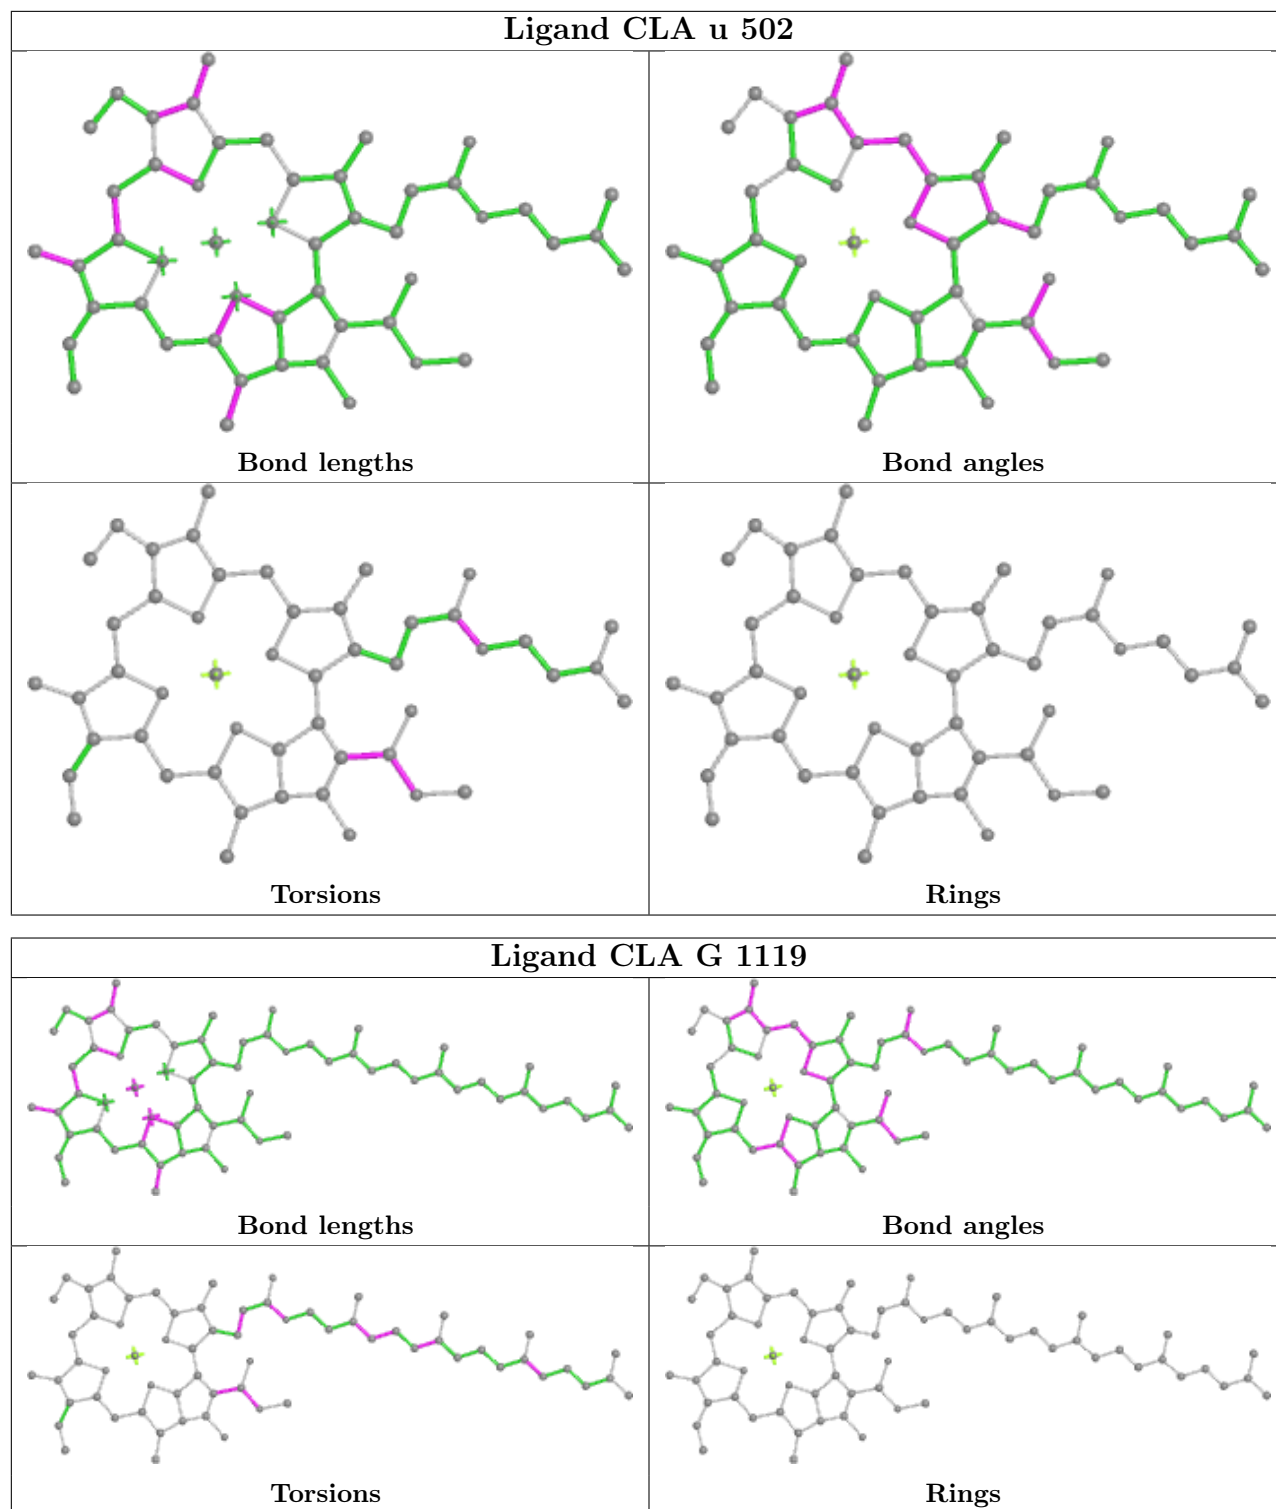 Ligand CLA u 502
Bond lengths
Bond angles
Torsions
Rings
Ligand CLA G 1119
Bond lengths
Bond angles
Torsions
Rings